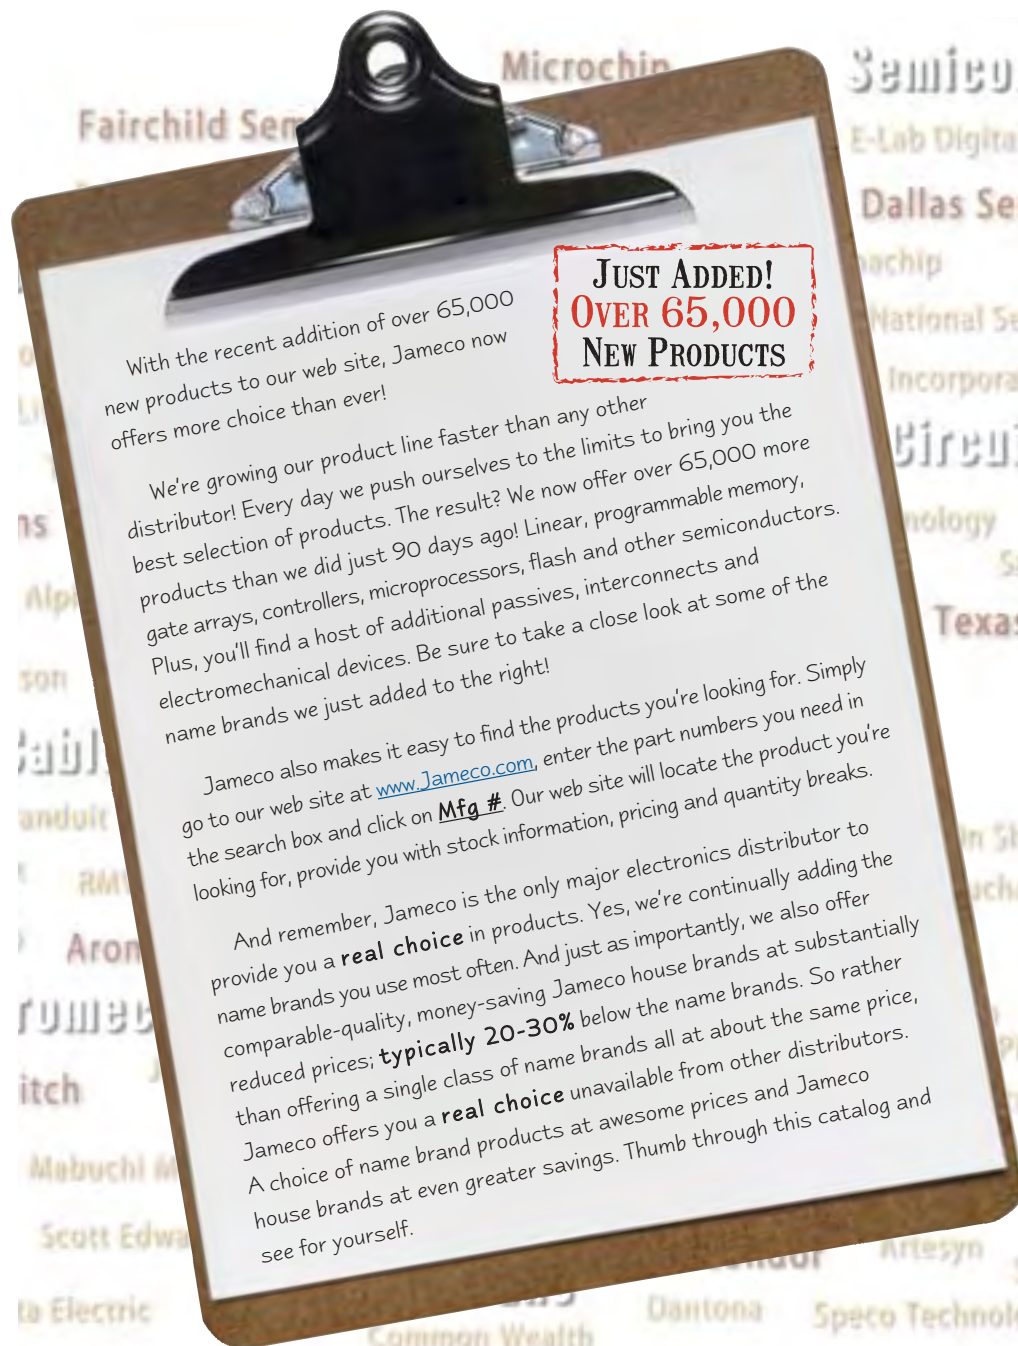 Microchip
Semico
Fairchild Sem
E-Lab Digita
Dallas Se
achip
National Se
Incorpora
Circui
nology
Texas
ns
Alp
son
Cabl
anduit
RM
Aron
romec
itch
Mabuchi M
Scott Edwa
ta Electric
Common Wealth
Dantona
Artesyn
Speco Technol
JUST ADDED!
OVER 65,000
NEW PRODUCTS
With the recent addition of over 65,000
new products to our web site, Jameco now
offers more choice than ever!
We're growing our product line faster than any other
distributor! Every day we push ourselves to the limits to bring you the
best selection of products. The result? We now offer over 65,000 more
products than we did just 90 days ago! Linear, programmable memory,
gate arrays, controllers, microprocessors, flash and other semiconductors.
Plus, you'll find a host of additional passives, interconnects and
electromechanical devices. Be sure to take a close look at some of the
name brands we just added to the right!
Jameco also makes it easy to find the products you're looking for. Simply
go to our web site at www.Jameco.com, enter the part numbers you need in
the search box and click on Mfg #. Our web site will locate the product you're
looking for, provide you with stock information, pricing and quantity breaks.
And remember, Jameco is the only major electronics distributor to
provide you a real choice in products. Yes, we're continually adding the
name brands you use most often. And just as importantly, we also offer
comparable-quality, money-saving Jameco house brands at substantially
reduced prices; typically 20-30% below the name brands. So rather
than offering a single class of name brands all at about the same price,
Jameco offers you a real choice unavailable from other distributors.
A choice of name brand products at awesome prices and Jameco
house brands at even greater savings. Thumb through this catalog and
see for yourself.